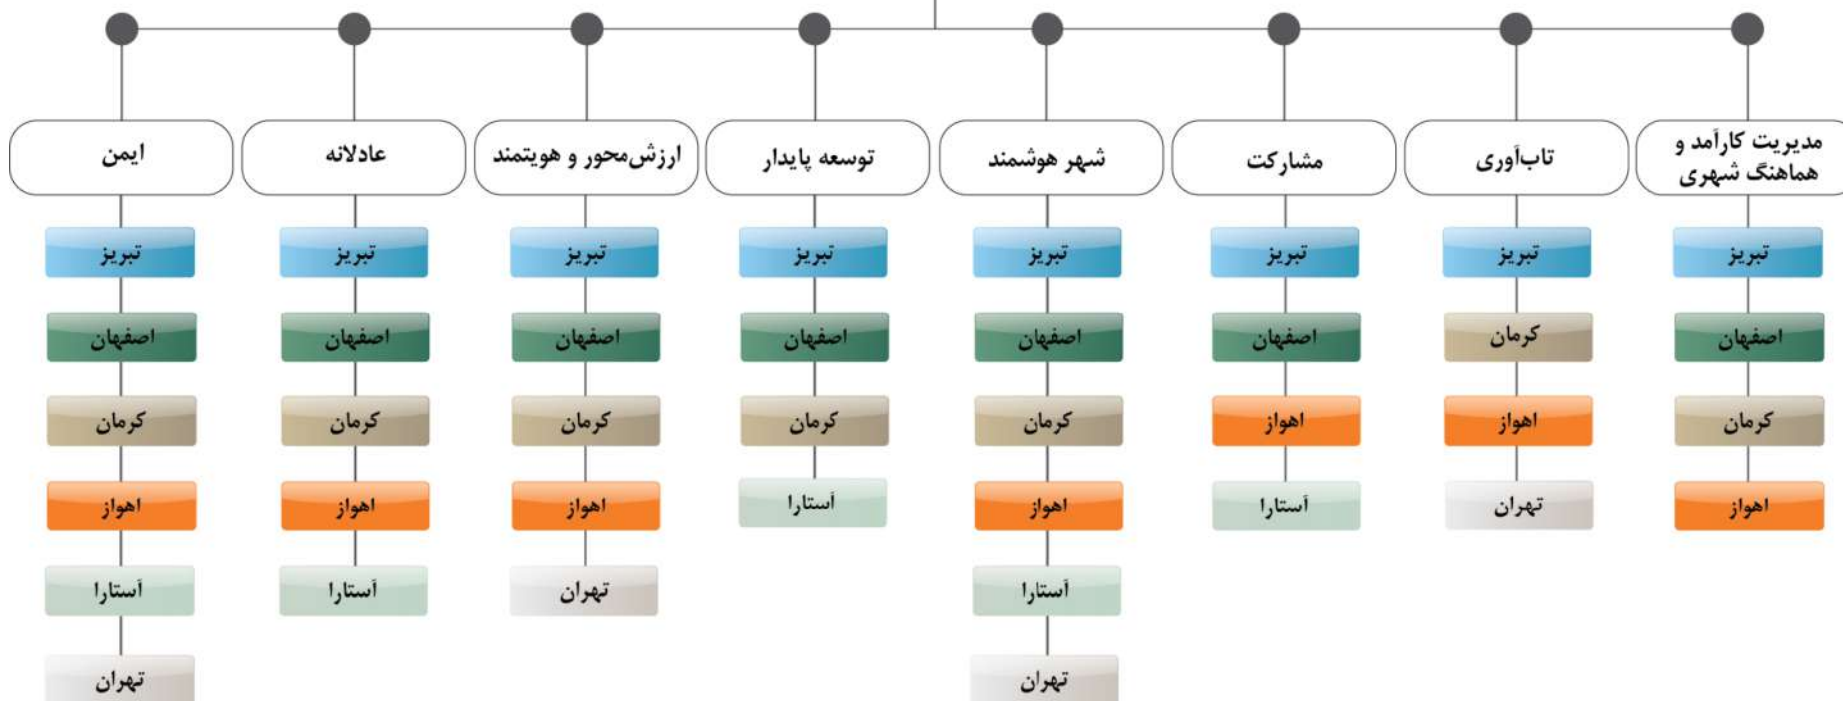 مدیریت کارآمد و
هماهنگ شهری
تبریز
اصفهان
کرمان
اهواز
تاب‌آوری
تبریز
کرمان
اهواز
تهران
مشارکت
تبریز
اصفهان
اهواز
آستارا
شهر هوشمند
تبریز
اصفهان
کرمان
اهواز
آستارا
تهران
توسعه پایدار
تبریز
اصفهان
کرمان
آستارا
ارزش‌محور و هویتمند
تبریز
اصفهان
کرمان
اهواز
تهران
عادلانه
تبریز
اصفهان
کرمان
اهواز
آستارا
ایمن
تبریز
اصفهان
کرمان
اهواز
آستارا
تهران